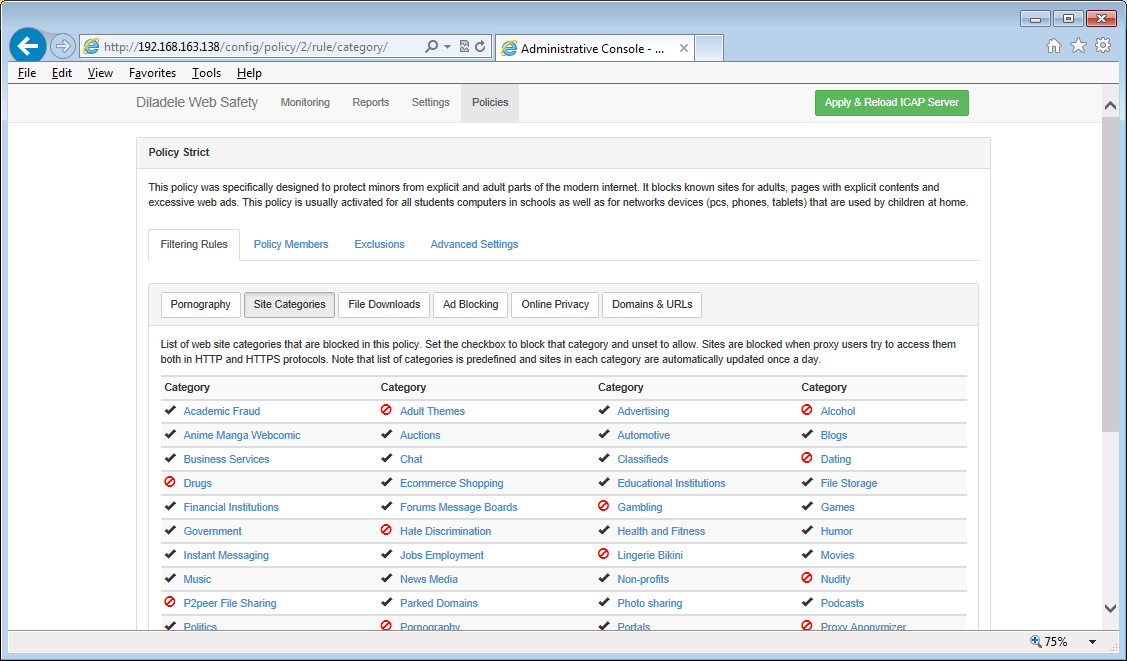 http://192.168.163.138/config/policy/2/rule/category/
Administrative Console - ...
File Edit View Favorites Tools Help
Diladele Web Safety Monitoring Reports Settings Policies Apply & Reload ICAP Server
Policy Strict
This policy was specifically designed to protect minors from explicit and adult parts of the modern internet. It blocks known sites for adults, pages with explicit contents and
excessive web ads. This policy is usually activated for all students computers in schools as well as for networks devices (pcs, phones, tablets) that are used by children at home.
Filtering Rules Policy Members Exclusions Advanced Settings
Pornography Site Categories File Downloads Ad Blocking Online Privacy Domains & URLs
List of web site categories that are blocked in this policy. Set the checkbox to block that category and unset to allow. Sites are blocked when proxy users try to access them
both in HTTP and HTTPS protocols. Note that list of categories is predefined and sites in each category are automatically updated once a day.
Category Category Category Category
Academic Fraud Adult Themes Advertising Alcohol
Anime Manga Webcomic Auctions Automotive Blogs
Business Services Chat Classifieds Dating
Drugs Ecommerce Shopping Educational Institutions File Storage
Financial Institutions Forums Message Boards Gambling Games
Government Hate Discrimination Health and Fitness Humor
Instant Messaging Jobs Employment Lingerie Bikini Movies
Music News Media Non-profits Nudity
P2peer File Sharing Parked Domains Photo sharing Podcasts
Politics Pornography Portals Proxy Anonymizer
75%